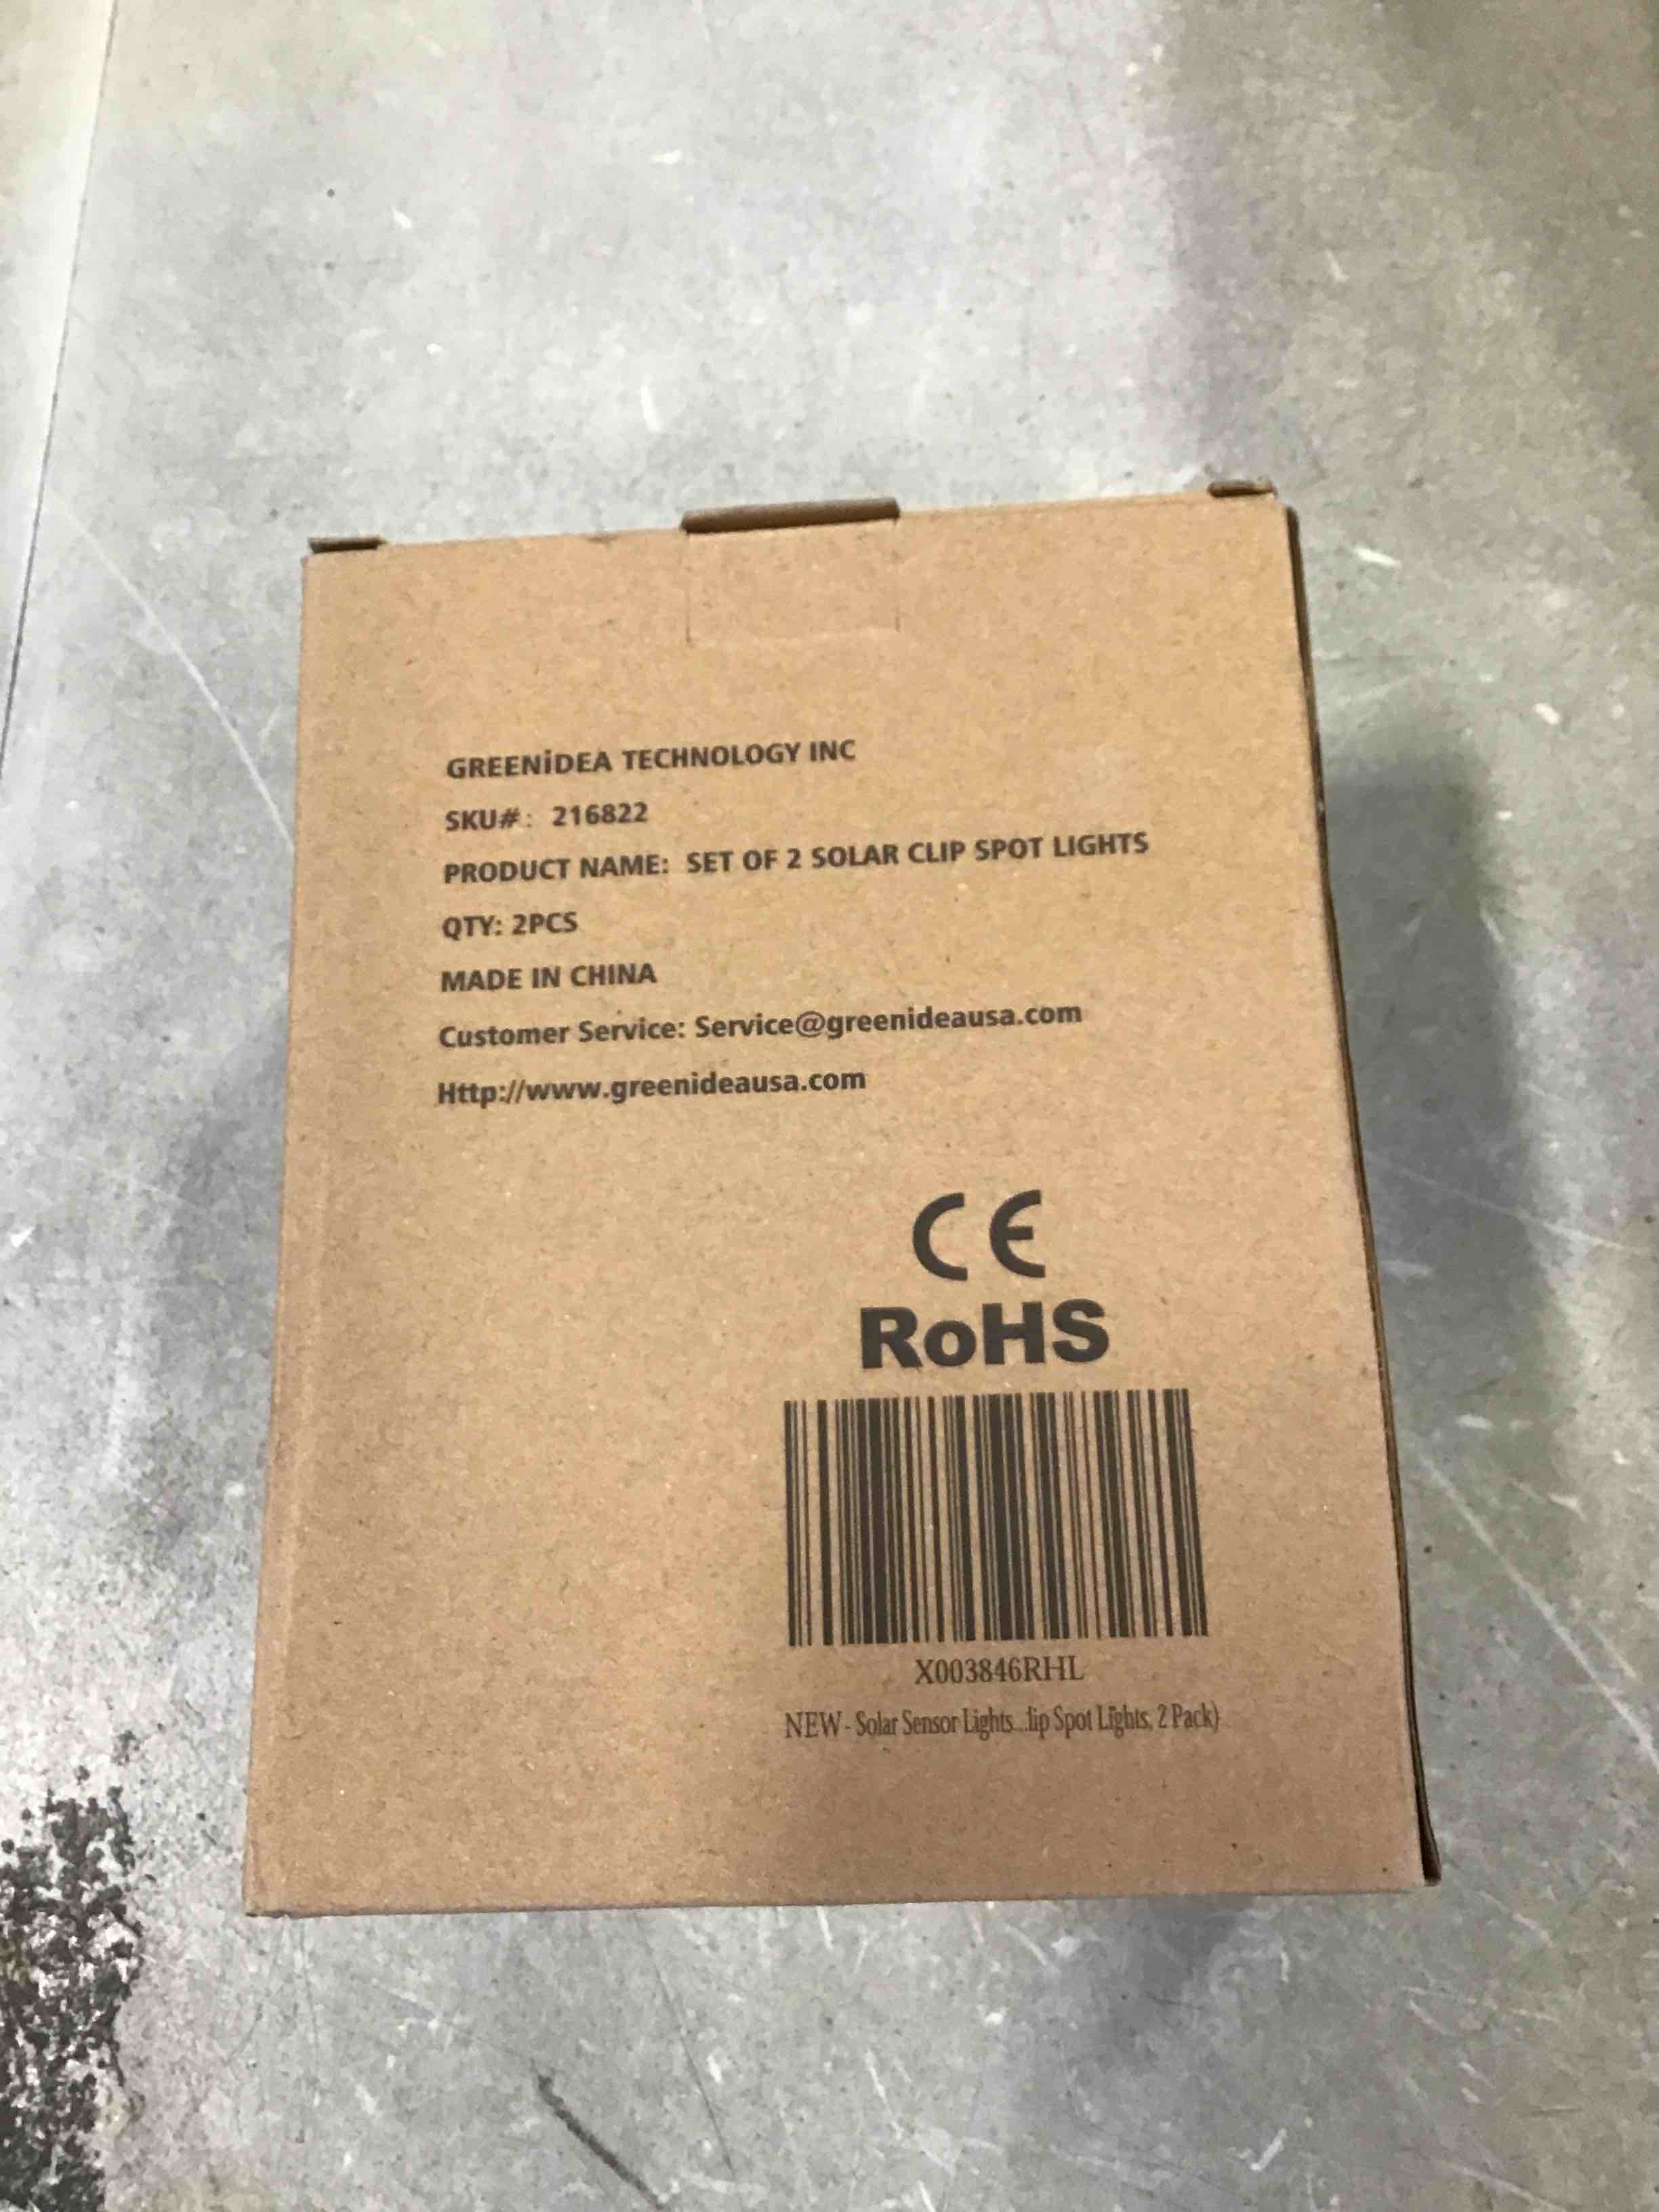 GREENiDEA TECHNOLOGY INC
SKU#: 216822
PRODUCT NAME: SET OF 2 SOLAR CLIP SPOT LIGHTS
QTY: 2PCS
MADE IN CHINA
Customer Service: Service@greenideausa.com
Http://www.greenideausa.com
CE
RoHS
X003846RHL
NEW - Solar Sensor Lights...lip Spot Lights, 2 Pack)